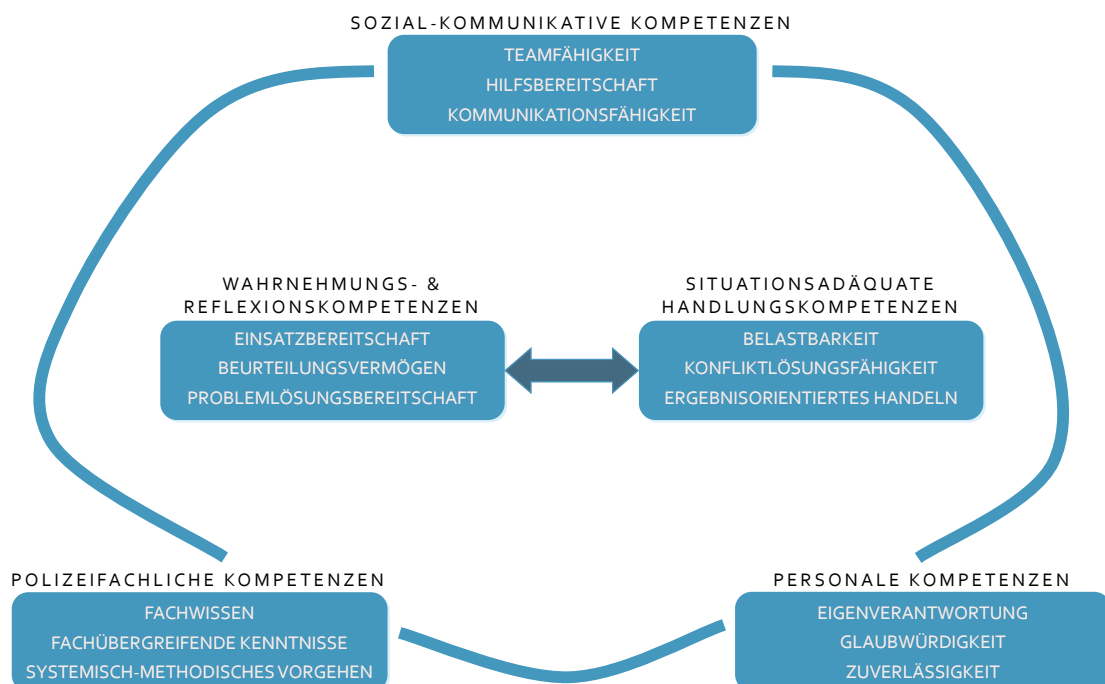 SOZIAL-KOMMUNIKATIVE KOMPETENZEN
TEAMFÄHIGKEIT
HILFSBEREITSCHAFT
KOMMUNIKATIONSFÄHIGKEIT
WAHRNEHMUNGS- &
REFLEXIONSKOMPETENZEN
EINSATZBEREITSCHAFT
BEURTEILUNGSVERMÖGEN
PROBLEMLÖSUNGSBEREITSCHAFT
SITUATIONSADÄQUATE
HANDLUNGSKOMPETENZEN
BELASTBARKEIT
KONFLIKTLÖSUNGSFÄHIGKEIT
ERGEBNISORIENTIERTES HANDELN
POLIZEIFACHLICHE KOMPETENZEN
FACHWISSEN
FACHÜBERGREIFENDE KENNTNISSE
SYSTEMISCH-METHODISCHES VORGEHEN
PERSONALE KOMPETENZEN
EIGENVERANTWORTUNG
GLAUBWÜRDIGKEIT
ZUVERLÄSSIGKEIT